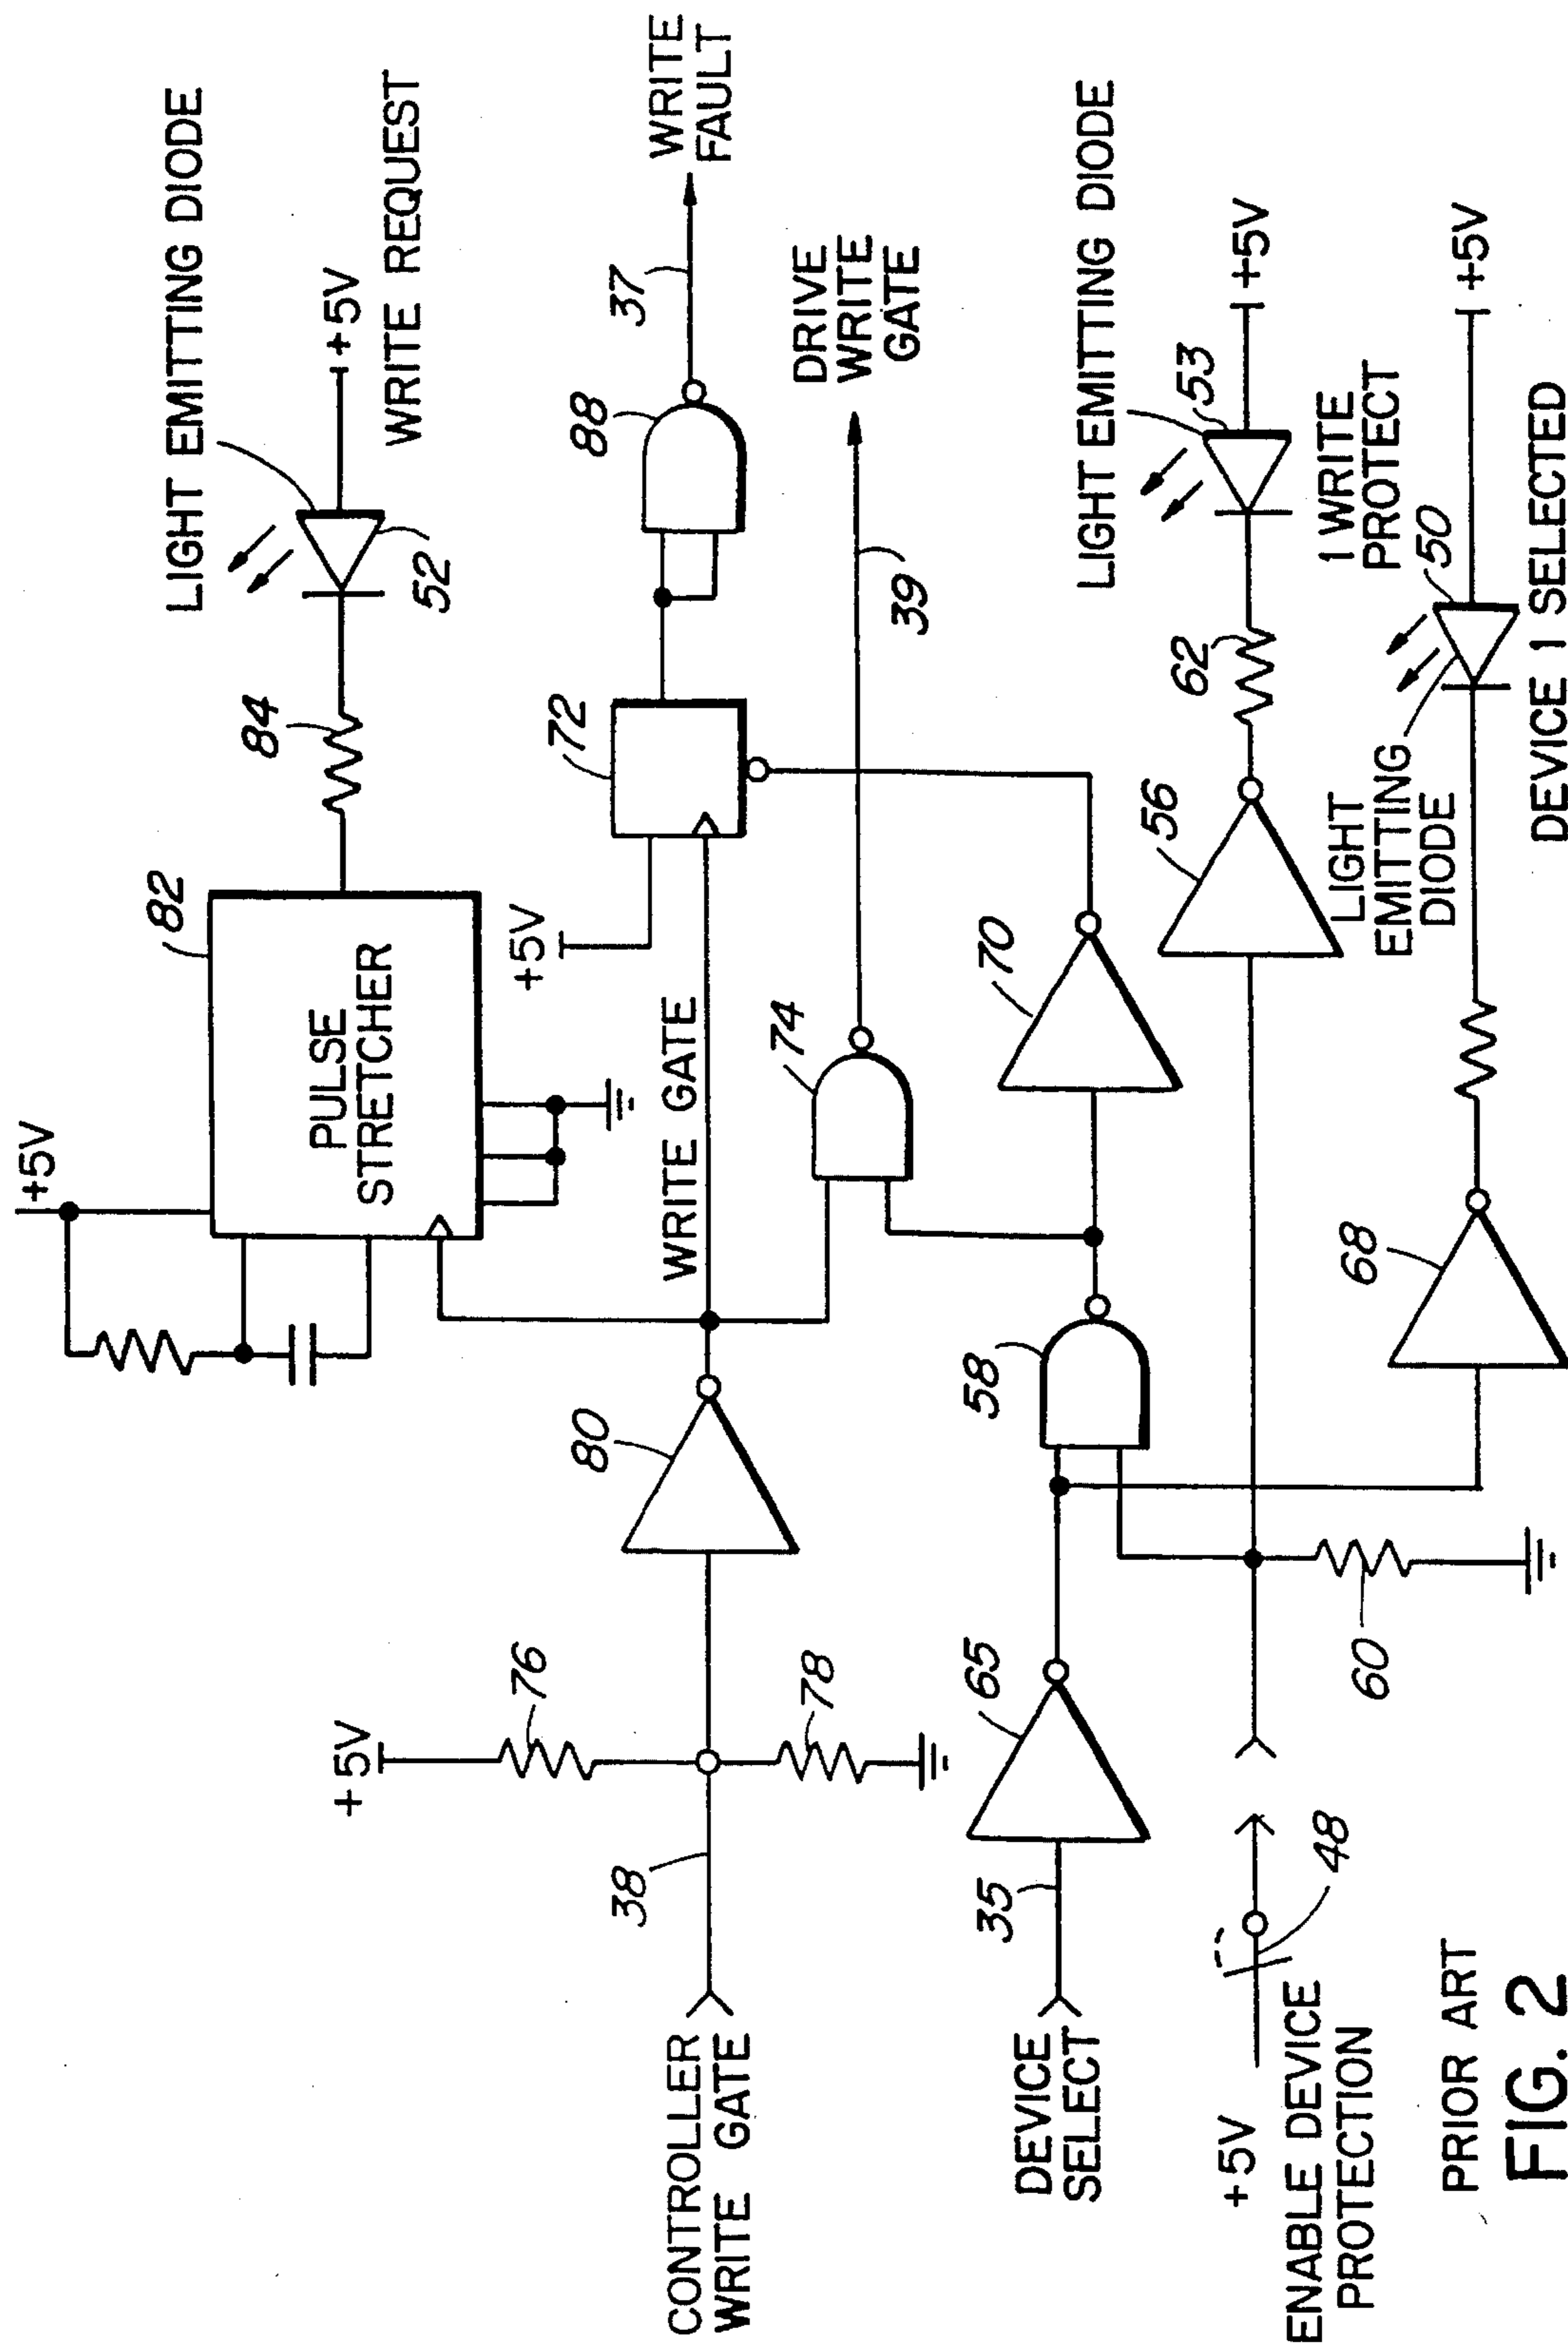 LIGHT EMITTING DIODE
+5V
82
PULSE
STRETCHER
84
52
+5V
WRITE REQUEST
+5V
76
38
78
CONTROLLER
WRITE GATE
80
WRITE GATE
+5V
72
88
37
WRITE
FAULT
74
39
DRIVE
WRITE
GATE
DEVICE
SELECT
35
65
58
70
LIGHT EMITTING DIODE
+5V
ENABLE DEVICE
PROTECTION
48
60
56
62
53
+5V
1 WRITE
PROTECT
68
LIGHT
EMITTING
DIODE
50
+5V
DEVICE 1 SELECTED
PRIOR ART
FIG. 2